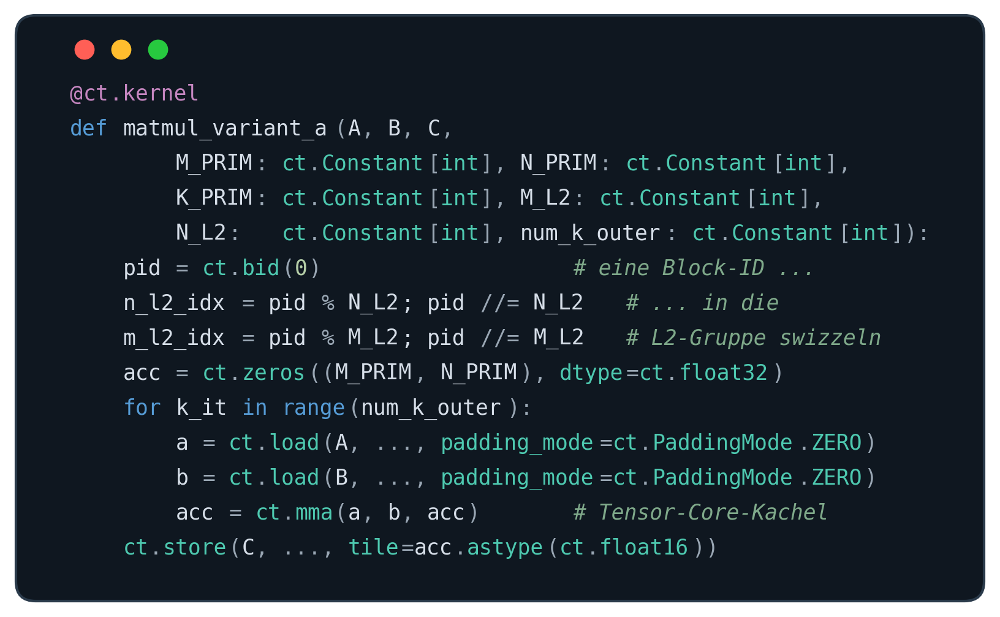 @ct.kernel
def matmul_variant_a(A, B, C,
        M_PRIM: ct.Constant[int], N_PRIM: ct.Constant[int],
        K_PRIM: ct.Constant[int], M_L2: ct.Constant[int],
        N_L2:   ct.Constant[int], num_k_outer: ct.Constant[int]):
    pid = ct.bid(0)                   # eine Block-ID ...
    n_l2_idx = pid % N_L2; pid //= N_L2   # ... in die
    m_l2_idx = pid % M_L2; pid //= M_L2   # L2-Gruppe swizzeln
    acc = ct.zeros((M_PRIM, N_PRIM), dtype=ct.float32)
    for k_it in range(num_k_outer):
        a = ct.load(A, ..., padding_mode=ct.PaddingMode.ZERO)
        b = ct.load(B, ..., padding_mode=ct.PaddingMode.ZERO)
        acc = ct.mma(a, b, acc)       # Tensor-Core-Kachel
    ct.store(C, ..., tile=acc.astype(ct.float16))